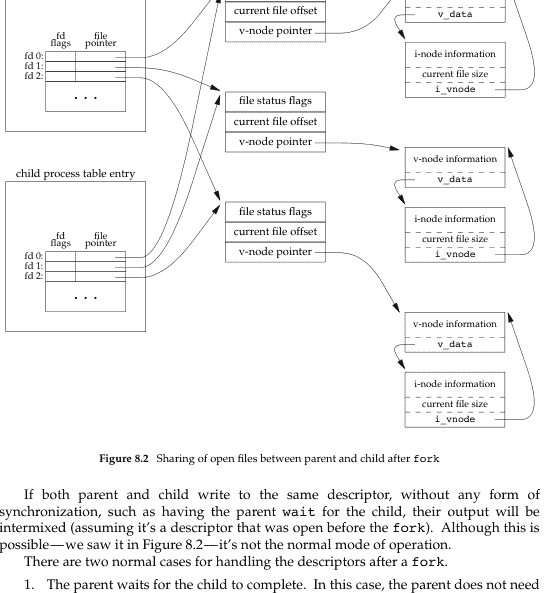 current file offset
v-node pointer
v_data
i-node information
current file size
i_vnode
fd flags
file pointer
fd 0:
fd 1:
fd 2:
. . .
file status flags
current file offset
v-node pointer
v-node information
v_data
i-node information
current file size
i_vnode
child process table entry
fd flags
file pointer
fd 0:
fd 1:
fd 2:
. . .
file status flags
current file offset
v-node pointer
v-node information
v_data
i-node information
current file size
i_vnode
Figure 8.2 Sharing of open files between parent and child after fork
If both parent and child write to the same descriptor, without any form of
synchronization, such as having the parent wait for the child, their output will be
intermixed (assuming it's a descriptor that was open before the fork). Although this is
possible—we saw it in Figure 8.2—it's not the normal mode of operation.
There are two normal cases for handling the descriptors after a fork.
1. The parent waits for the child to complete. In this case, the parent does not need